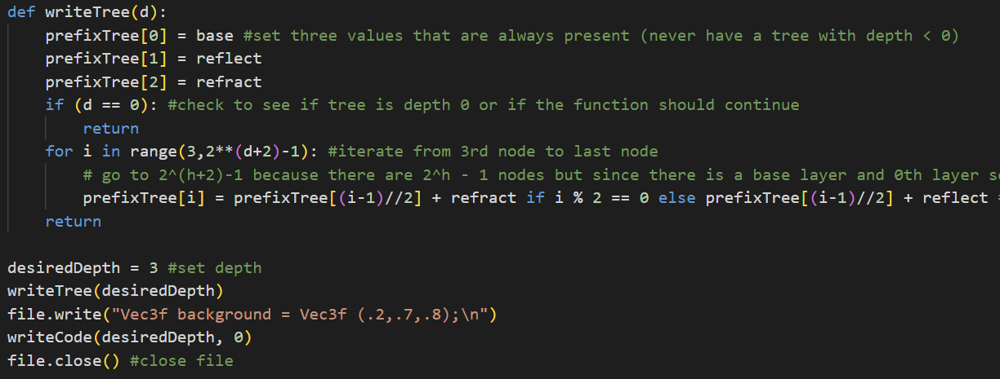 def writeTree(d):
    prefixTree[0] = base #set three values that are always present (never have a tree with depth < 0)
    prefixTree[1] = reflect
    prefixTree[2] = refract
    if (d == 0): #check to see if tree is depth 0 or if the function should continue
        return
    for i in range(3,2**(d+2)-1): #iterate from 3rd node to last node
        # go to 2^(h+2)-1 because there are 2^h - 1 nodes but since there is a base layer and 0th layer
        prefixTree[i] = prefixTree[(i-1)//2] + refract if i % 2 == 0 else prefixTree[(i-1)//2] + reflect
    return

desiredDepth = 3 #set depth
writeTree(desiredDepth)
file.write("Vec3f background = Vec3f (.2,.7,.8);\n")
writeCode(desiredDepth, 0)
file.close() #close file